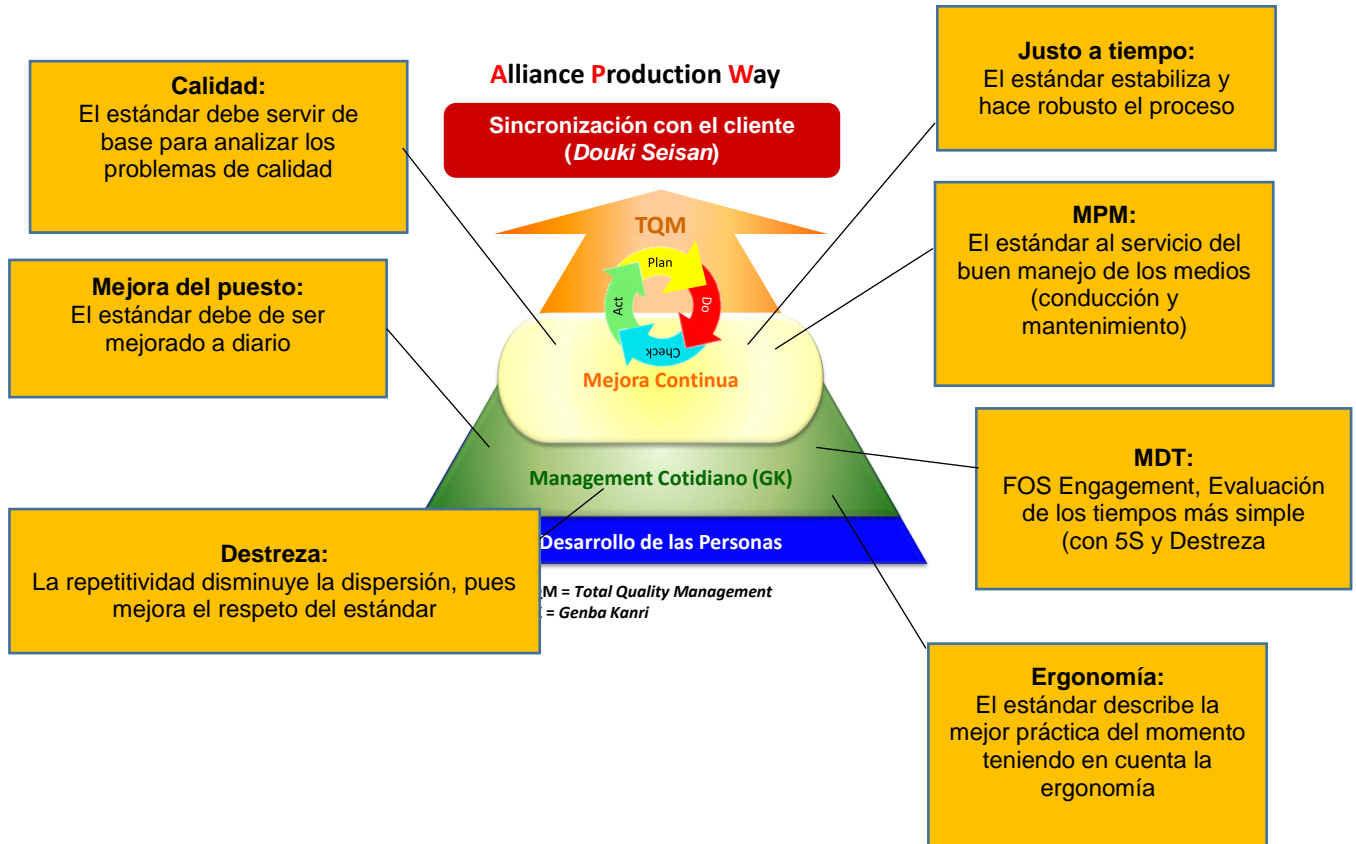 Alliance Production Way
Sincronización con el cliente
(Douki Seisan)
Calidad:
El estándar debe servir de
base para analizar los
problemas de calidad
Justo a tiempo:
El estándar estabiliza y
hace robusto el proceso
TQM
Plan
Do
Check
Act
Mejora Continua
MPM:
El estándar al servicio del
buen manejo de los medios
(conducción y
mantenimiento)
Mejora del puesto:
El estándar debe de ser
mejorado a diario
Management Cotidiano (GK)
MDT:
FOS Engagement, Evaluación
de los tiempos más simple
(con 5S y Destreza
Destreza:
La repetitividad disminuye la dispersión, pues
mejora el respeto del estándar
Desarrollo de las Personas
QM = Total Quality Management
= Genba Kanri
Ergonomía:
El estándar describe la
mejor práctica del momento
teniendo en cuenta la
ergonomía